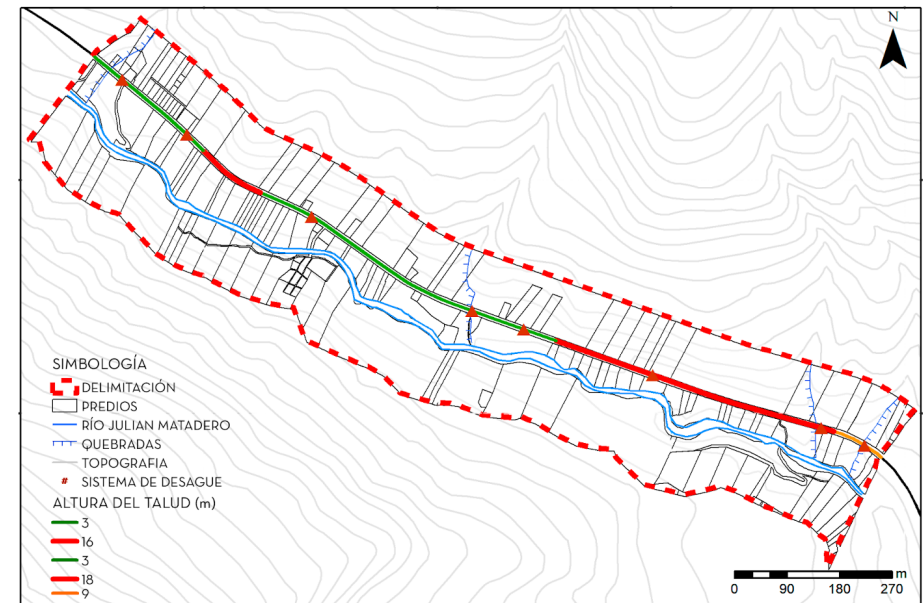 N
SIMBOLOGÍA
DELIMITACIÓN
PREDIOS
RÍO JULIAN MATADERO
QUEBRADAS
TOPOGRAFIA
SISTEMA DE DESAGUE
ALTURA DEL TALUD (m)
3
16
3
18
9
m
0 90 180 270